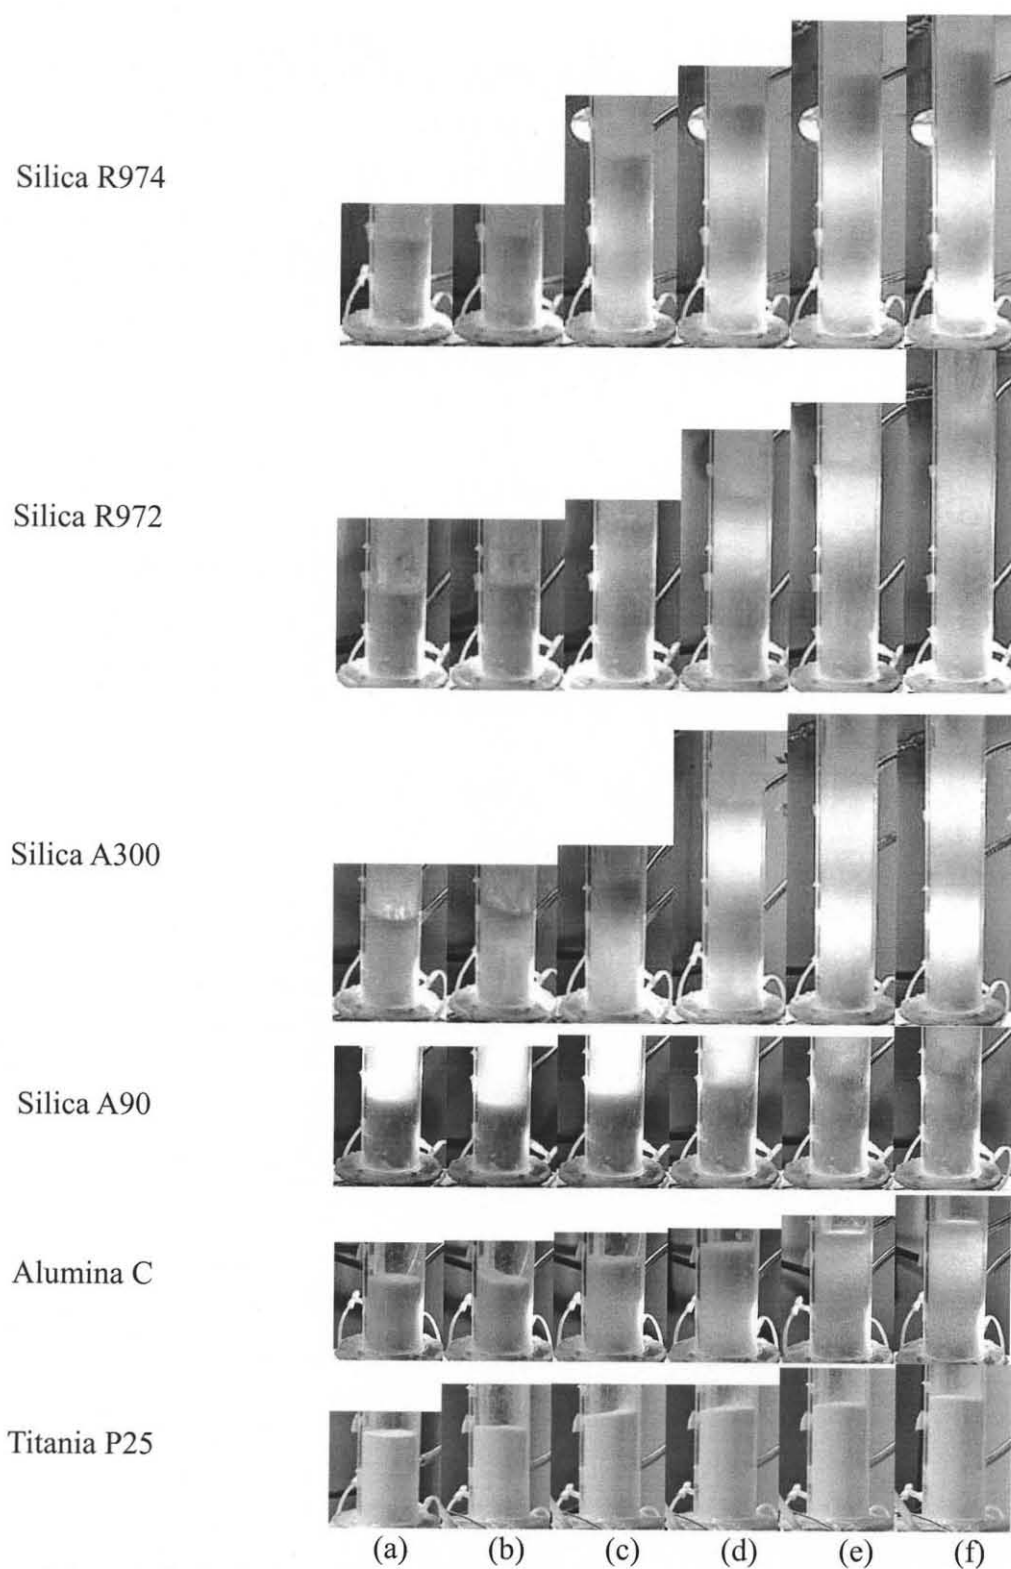 Silica R974
Silica R972
Silica A300
Silica A90
Alumina C
Titania P25
(a) (b) (c) (d) (e) (f)